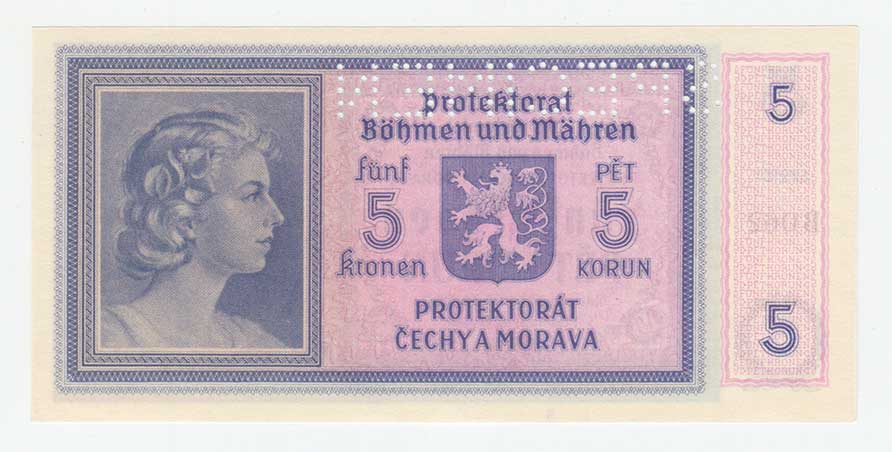 Protektorat
Böhmen und Mähren
fünf PĚT
5 5
Kronen KORUN
PROTEKTORÁT
ČECHY A MORAVA
5
5